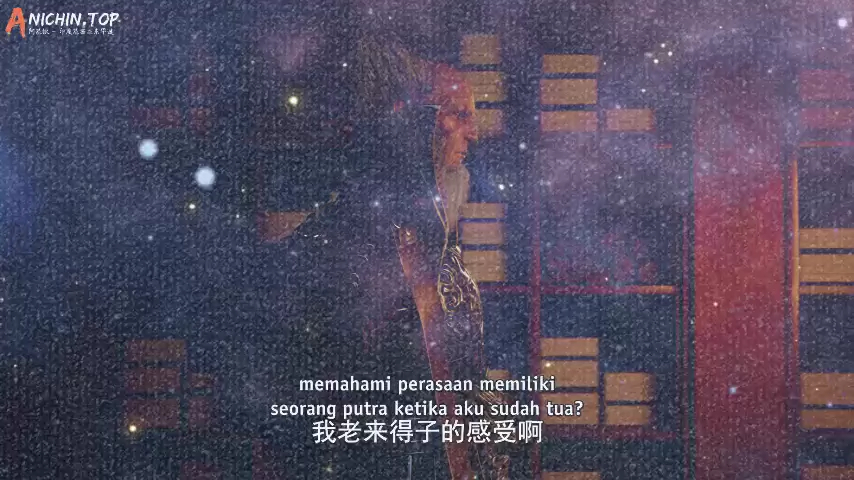 ANICHIN.TOP
memahami perasaan memiliki
seorang putra ketika aku sudah tua?
我老来得子的感受啊